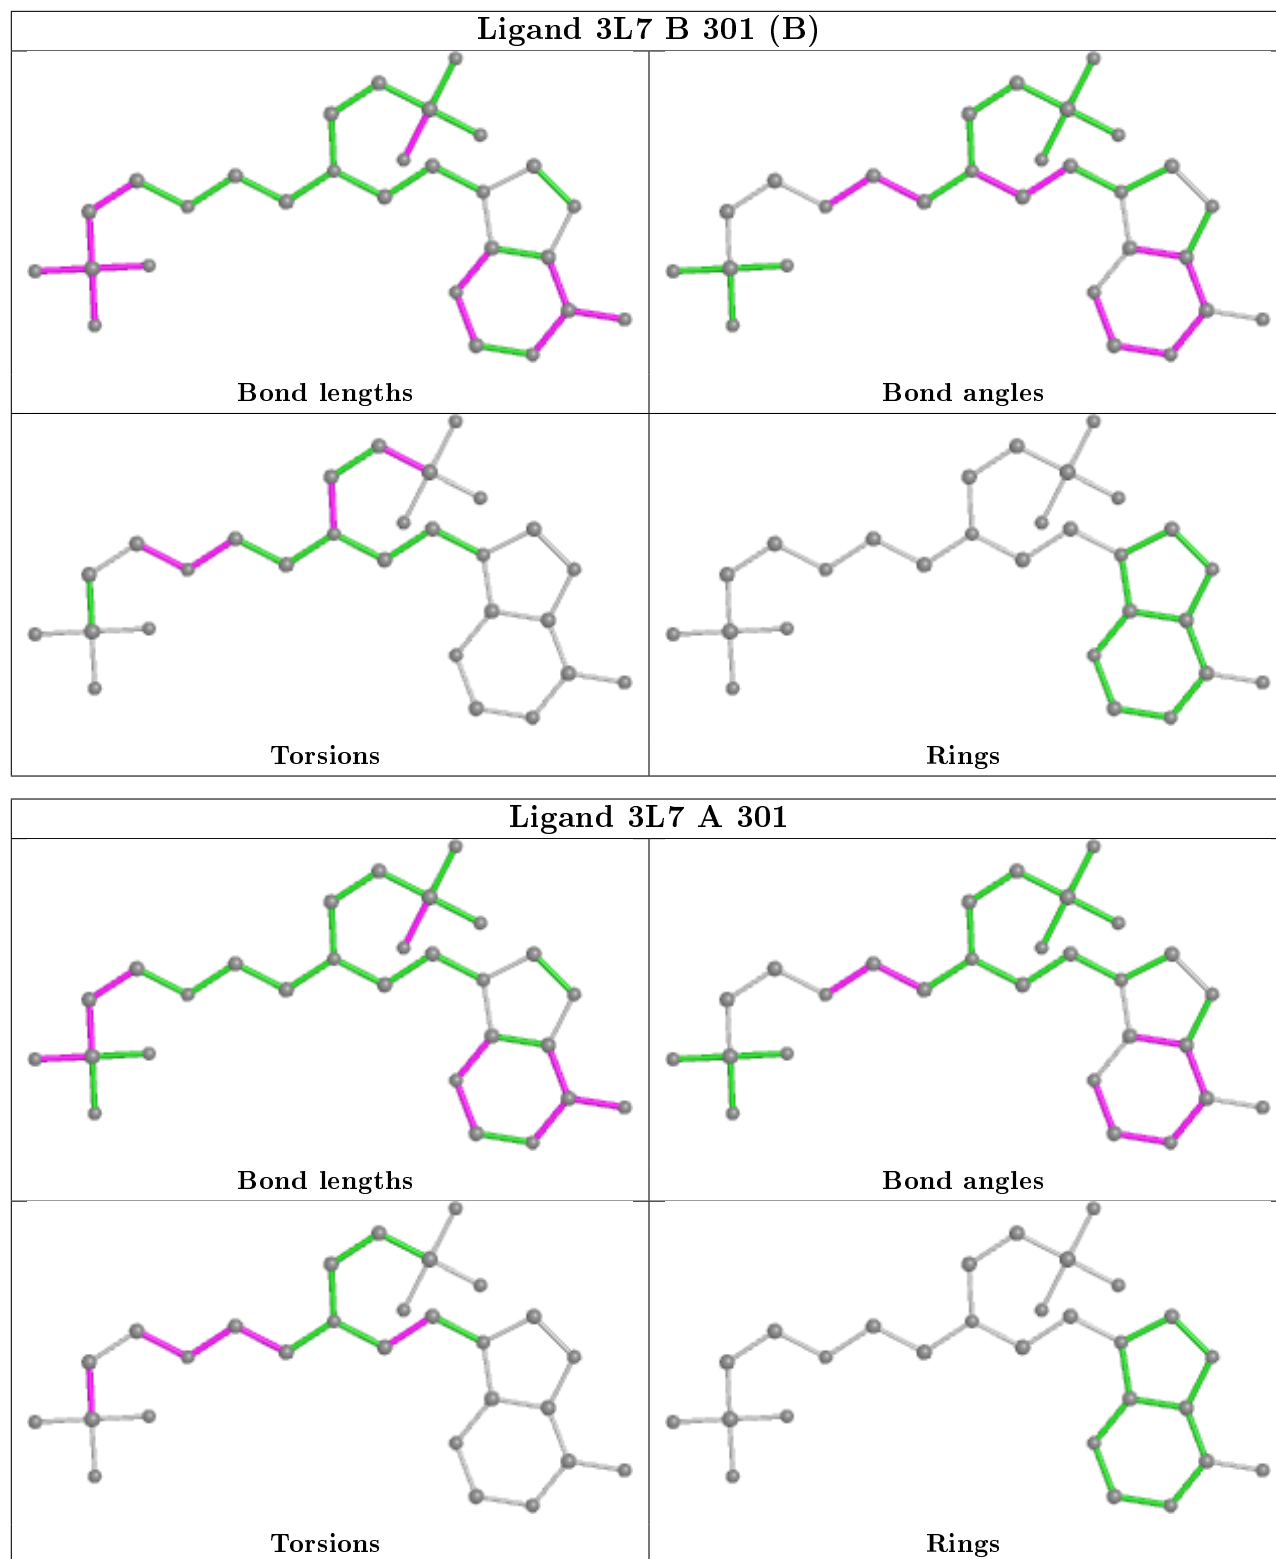 Ligand 3L7 B 301 (B)
Bond lengths
Bond angles
Torsions
Rings
Ligand 3L7 A 301
Bond lengths
Bond angles
Torsions
Rings